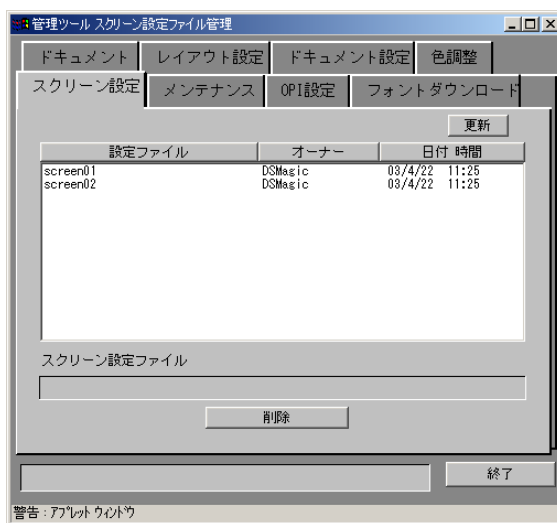 管理ツール スクリーン設定ファイル管理
ドキュメント レイアウト設定 ドキュメント設定 色調整
スクリーン設定 メンテナンス OPI設定 フォントダウンロード
更新
設定ファイル オーナー 日付 時間
screen01 DSMagic 03/4/22 11:25
screen02 DSMagic 03/4/22 11:25
スクリーン設定ファイル
削除
終了
警告 : アプレット ウィンドウ